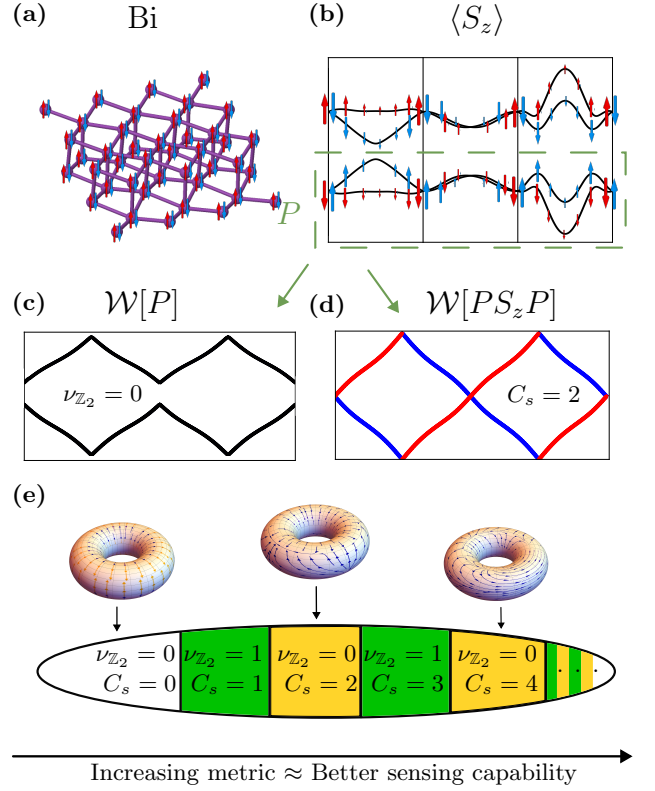 (a) Bi
(b) ⟨S_z⟩
P
(c) 𝒲[P]
ν_ℤ₂ = 0
(d) 𝒲[PS_zP]
C_s = 2
(e)
ν_ℤ₂ = 0 ν_ℤ₂ = 1 ν_ℤ₂ = 0 ν_ℤ₂ = 1 ν_ℤ₂ = 0
C_s = 0 C_s = 1 C_s = 2 C_s = 3 C_s = 4 . . .
Increasing metric ≈ Better sensing capability